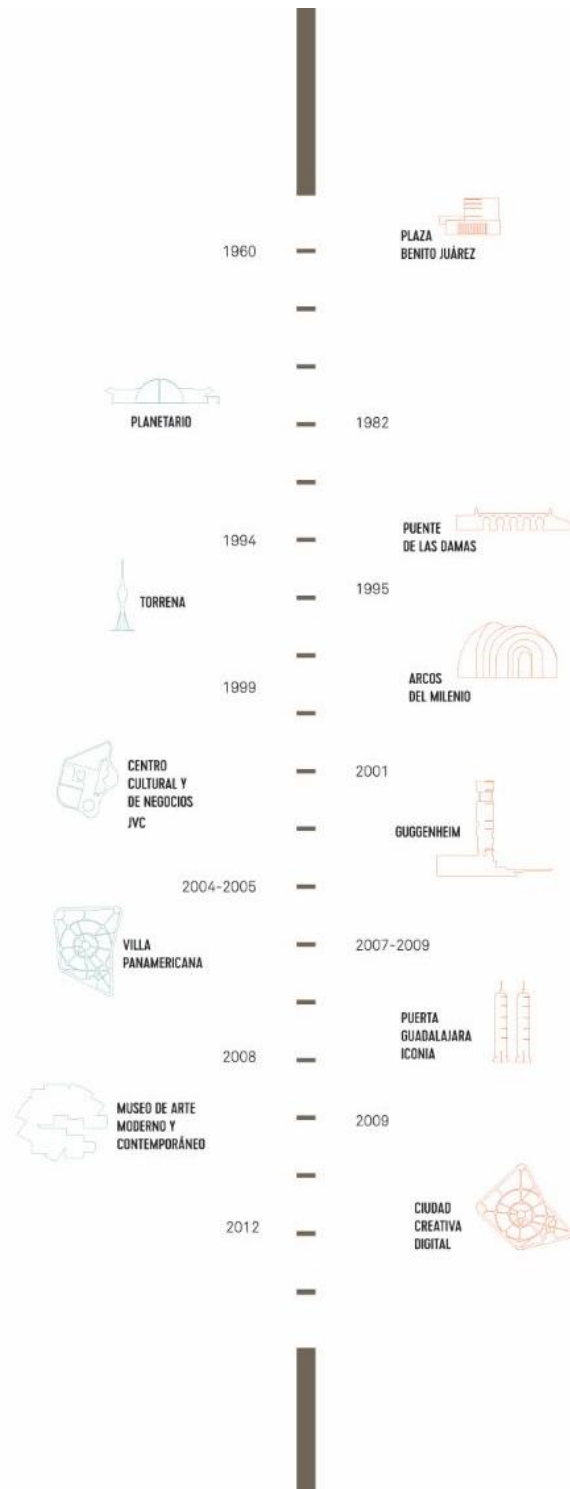 PLAZA
BENITO JUÁREZ
1960
PLANETARIO
1982
PUENTE
DE LAS DAMAS
1994
TORRENA
1995
ARCOS
DEL MILENIO
1999
CENTRO
CULTURAL Y
DE NEGOCIOS
JVC
2001
GUGGENHEIM
2004-2005
VILLA
PANAMERICANA
2007-2009
PUERTA
GUADALAJARA
ICONIA
2008
MUSEO DE ARTE
MODERNO Y
CONTEMPORÁNEO
2009
CIUDAD
CREATIVA
DIGITAL
2012